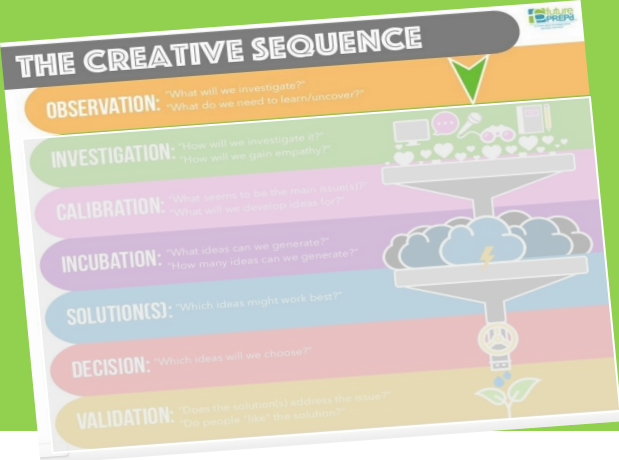 THE CREATIVE SEQUENCE
future
PREP'd
OBSERVATION: "What will we investigate?"
"What do we need to learn/uncover?"
INVESTIGATION: "How will we investigate it?"
"How will we gain empathy?"
CALIBRATION: "What seems to be the main issue(s)?"
"What will we develop ideas for?"
INCUBATION: "What ideas can we generate?"
"How many ideas can we generate?"
SOLUTION(S): "Which ideas might work best?"
DECISION: "Which ideas will we choose?"
VALIDATION: "Does the solution(s) address the issue?"
"Do people "like" the solution?"